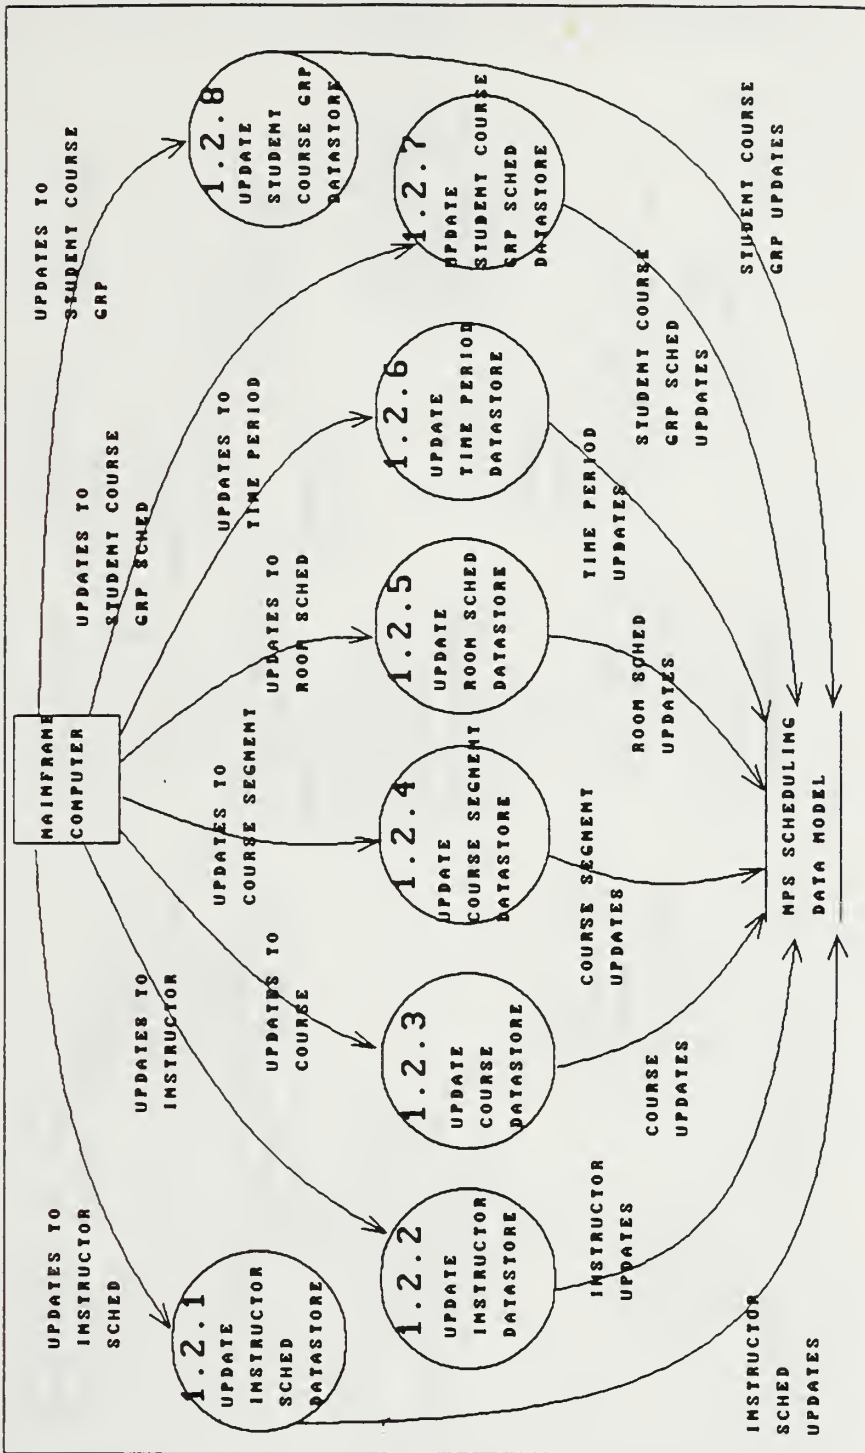 MAINFRAME
COMPUTER
UPDATES TO
INSTRUCTOR
SCHED
UPDATES TO
INSTRUCTOR
UPDATES TO
COURSE
UPDATES TO
COURSE SEGMENT
UPDATES TO
ROOM SCHED
UPDATES TO
TIME PERIOD
UPDATES TO
STUDENT COURSE
GRP SCHED
UPDATES TO
STUDENT COURSE
GRP
1.2.1
UPDATE
INSTRUCTOR
SCHED
DATASTORE
1.2.2
UPDATE
INSTRUCTOR
DATASTORE
1.2.3
UPDATE
COURSE
DATASTORE
1.2.4
UPDATE
COURSE SEGMENT
DATASTORE
1.2.5
UPDATE
ROOM SCHED
DATASTORE
1.2.6
UPDATE
TIME PERIOD
DATASTORE
1.2.7
UPDATE
STUDENT COURSE
GRP SCHED
DATASTORE
1.2.8
UPDATE
STUDENT
COURSE GRP
DATASTORE
INSTRUCTOR
SCHED
UPDATES
INSTRUCTOR
UPDATES
COURSE
UPDATES
COURSE SEGMENT
UPDATES
ROOM SCHED
UPDATES
TIME PERIOD
UPDATES
STUDENT COURSE
GRP SCHED
UPDATES
STUDENT COURSE
GRP UPDATES
NPS SCHEDULING
DATA MODEL